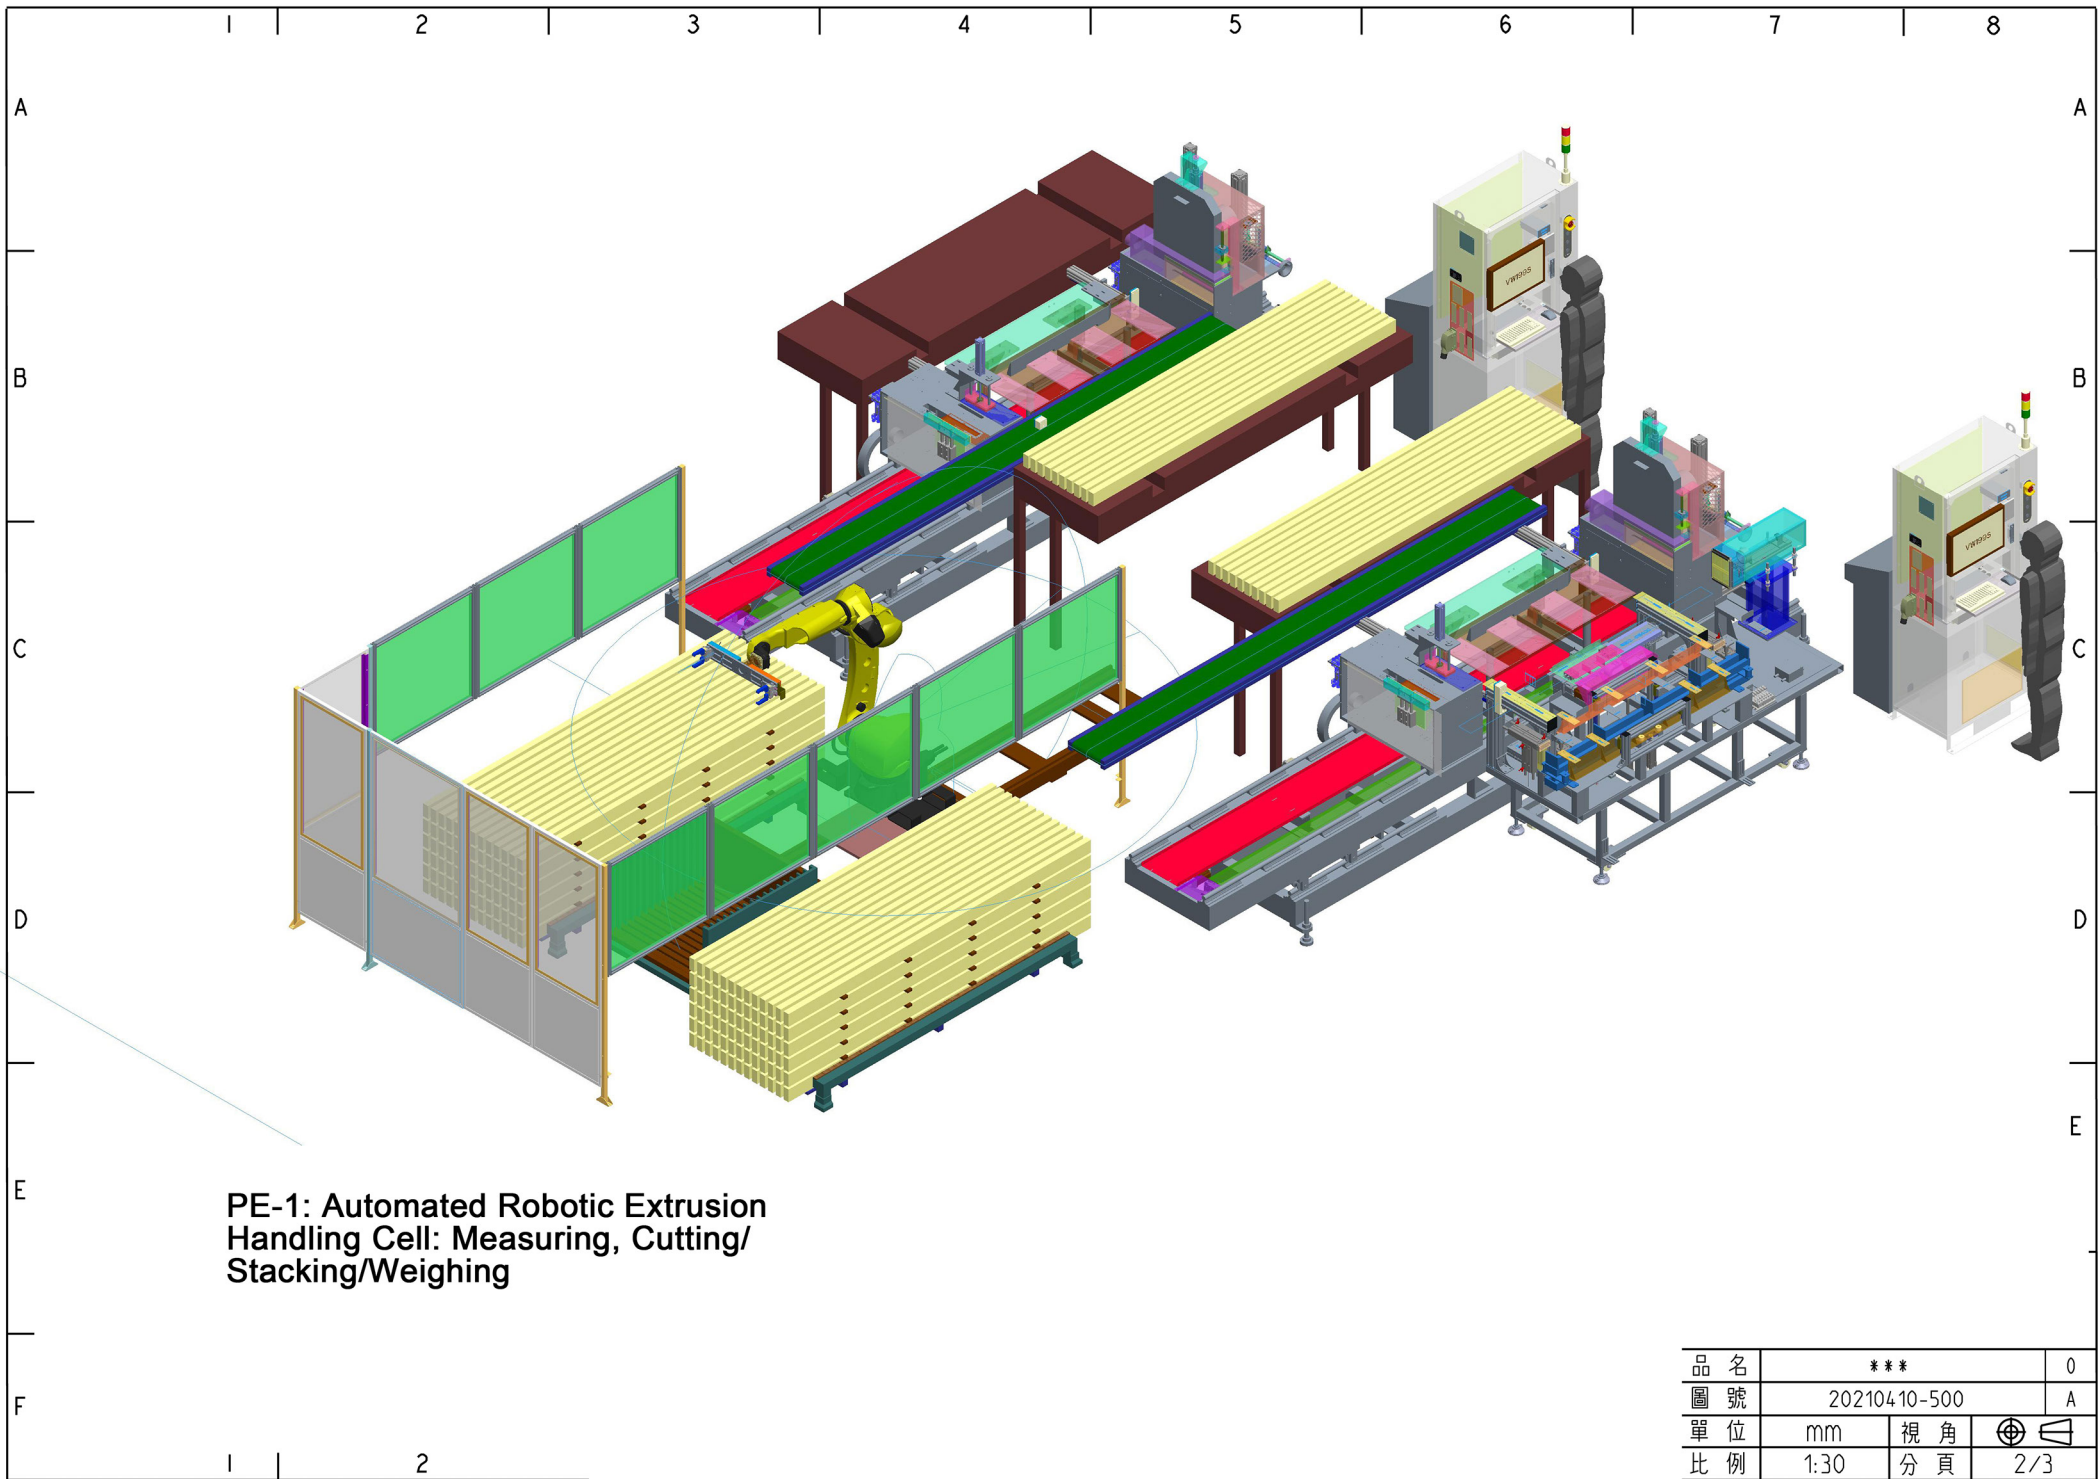 1 2 3 4 5 6 7 8
A A
VW199S
B B
VW199S
C C
D D
E
E
PE-1: Automated Robotic Extrusion
Handling Cell: Measuring, Cutting/
Stacking/Weighing
F
品名 *** 0
圖號 20210410-500 A
單位 mm 視角
比例 1:30 分頁 2/3
1 2